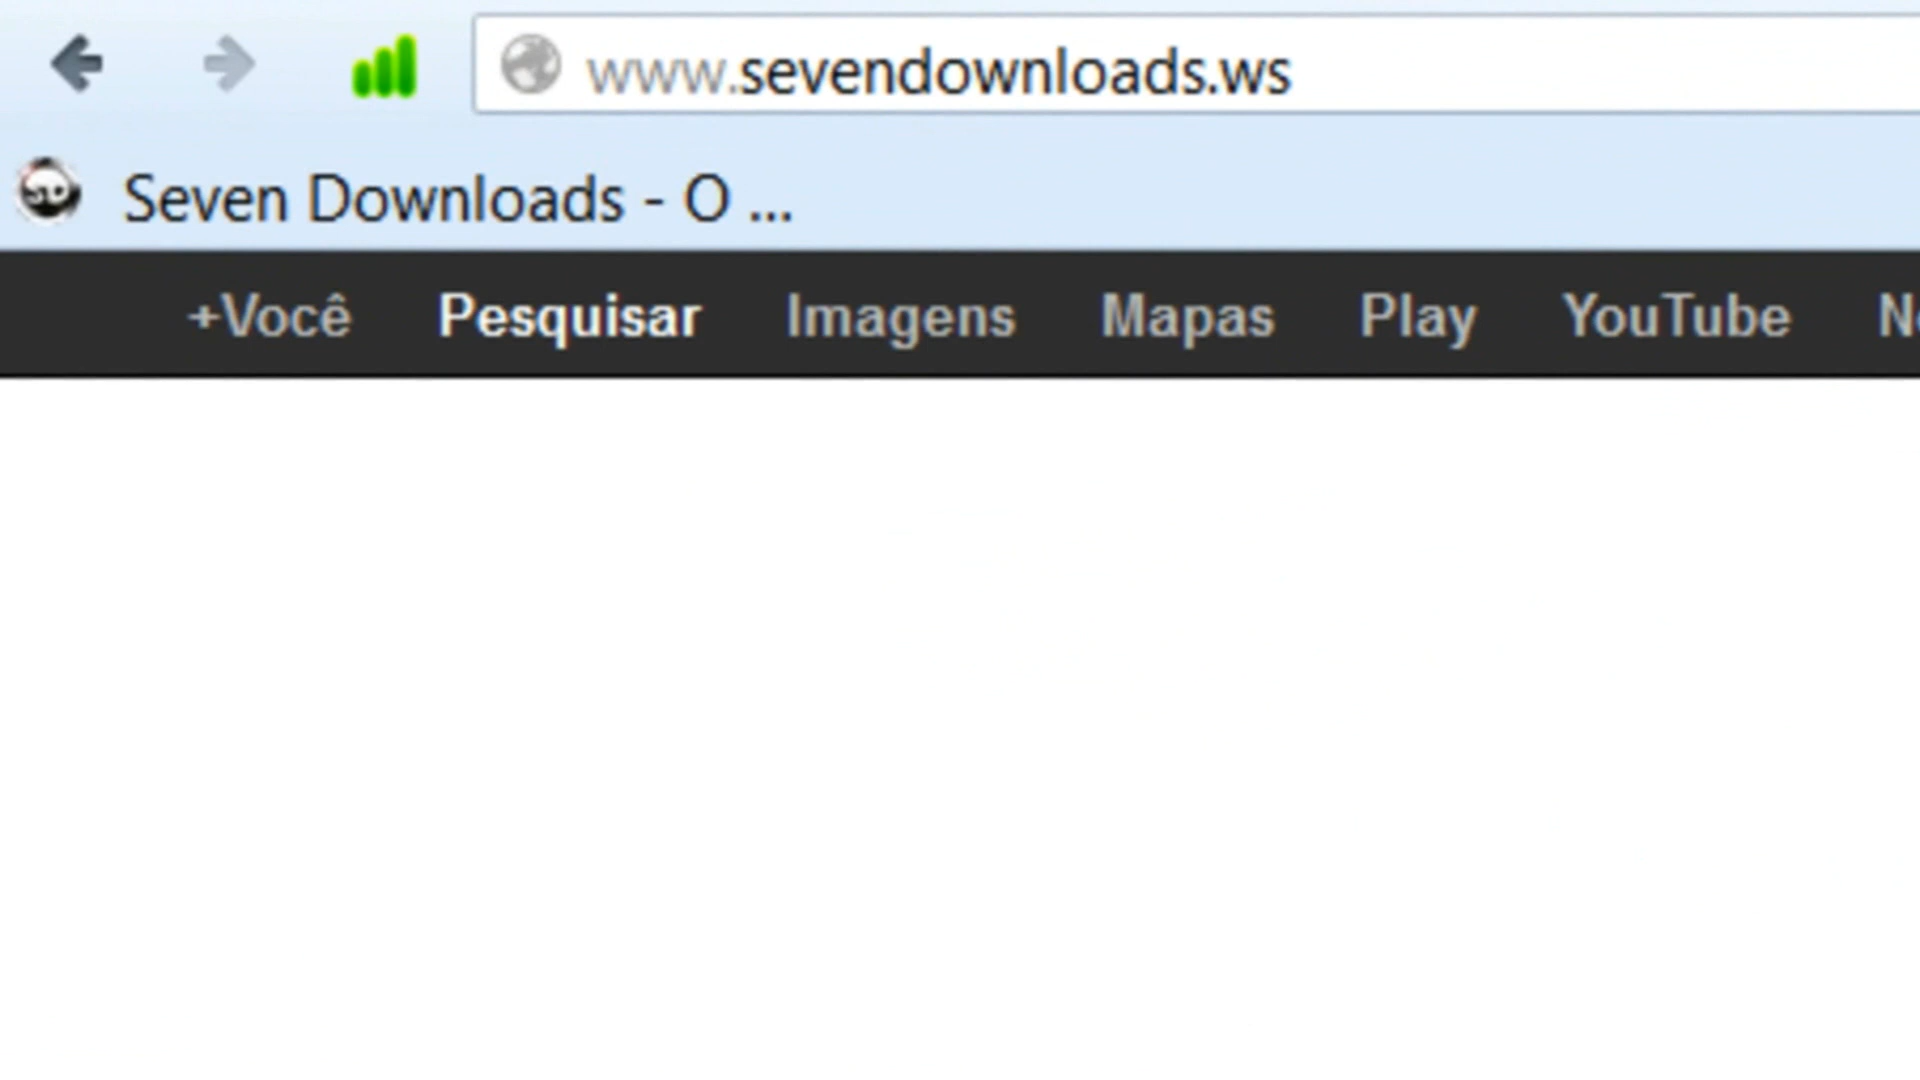 www.sevendownloads.ws
Seven Downloads - O ...
+Você Pesquisar Imagens Mapas Play YouTube